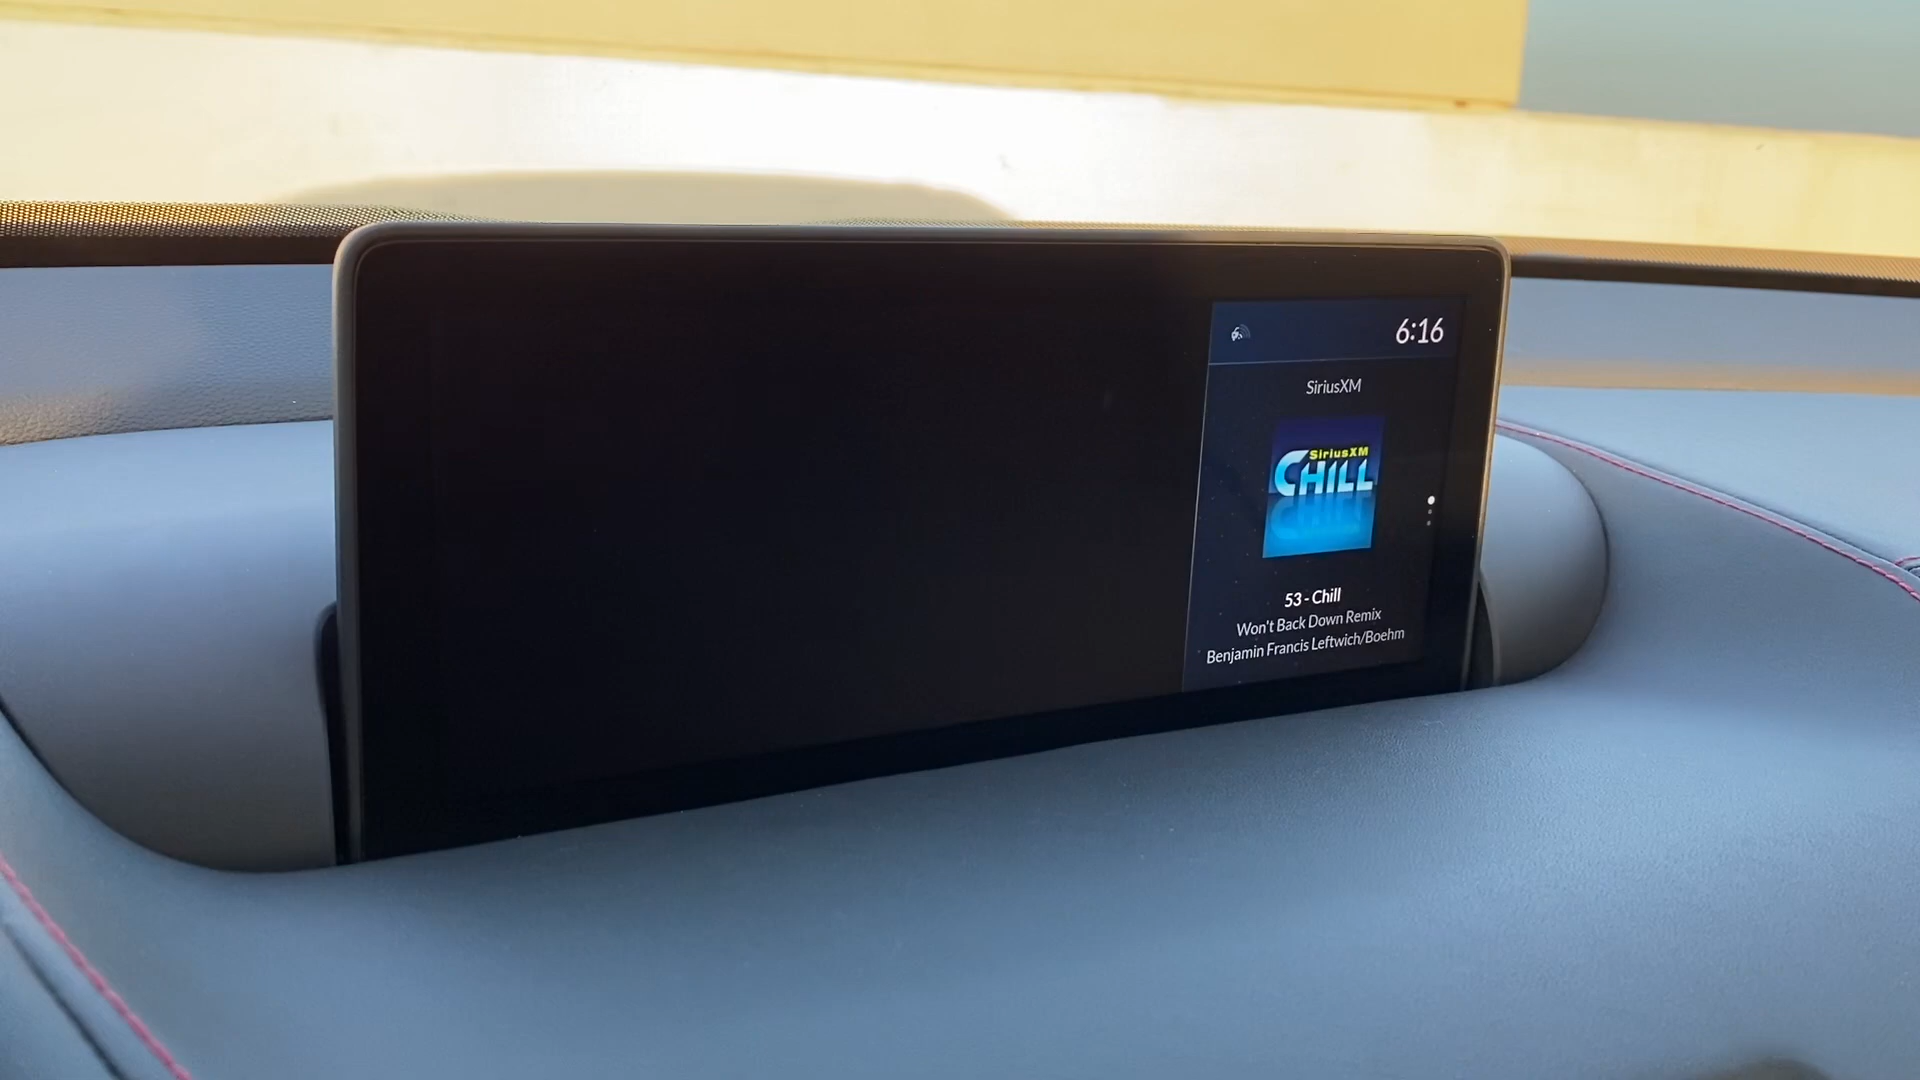 6:16
SiriusXM
SiriusXM
CHILL
53 - Chill
Won't Back Down Remix
Benjamin Francis Leftwich/Boehm